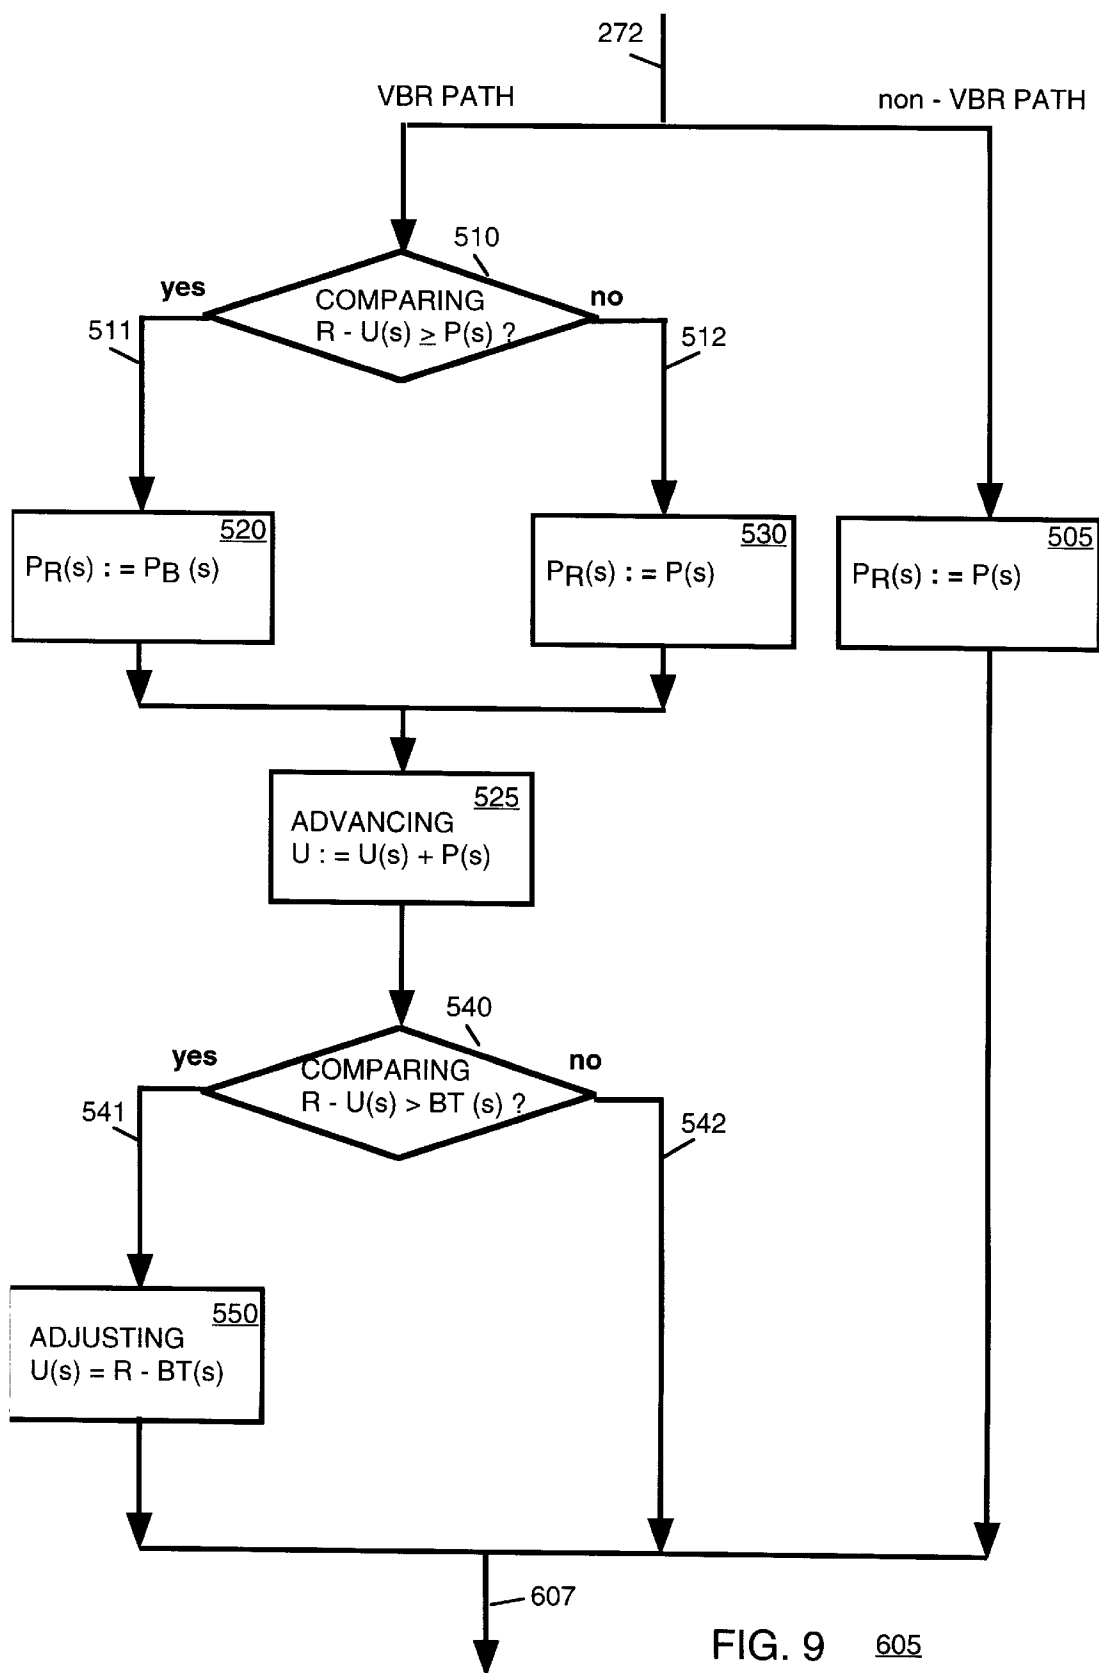 272
VBR PATH
non - VBR PATH
510
yes
no
COMPARING
R - U(s) ≥ P(s) ?
511
512
520
PR(s) : = PB (s)
530
PR(s) : = P(s)
505
PR(s) : = P(s)
525
ADVANCING
U : = U(s) + P(s)
540
yes
no
COMPARING
R - U(s) > BT (s) ?
541
542
550
ADJUSTING
U(s) = R - BT(s)
607
FIG. 9 605